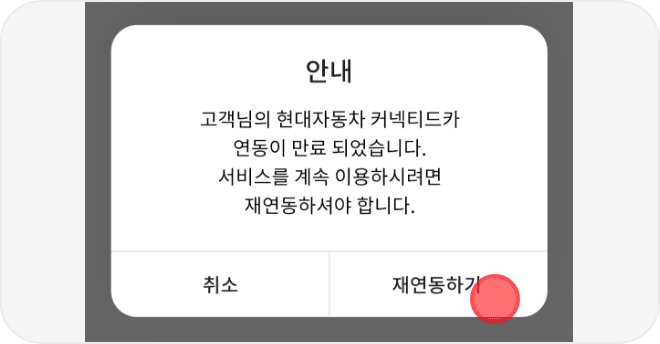 안내
고객님의 현대자동차 커넥티드카
연동이 만료 되었습니다.
서비스를 계속 이용하시려면
재연동하셔야 합니다.
취소
재연동하기